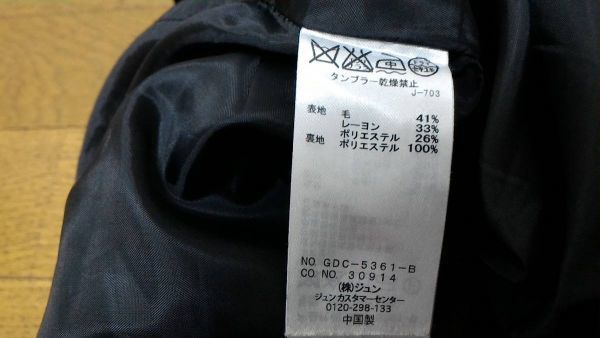 タンブラー乾燥禁止
J-703
表地 毛 41%
レーヨン 33%
ポリエステル 26%
裏地 ポリエステル 100%
NO. GDC-5361-B
CO NO. 30914
(株)ジュン
ジュンカスタマーセンター
0120-298-133
中国製